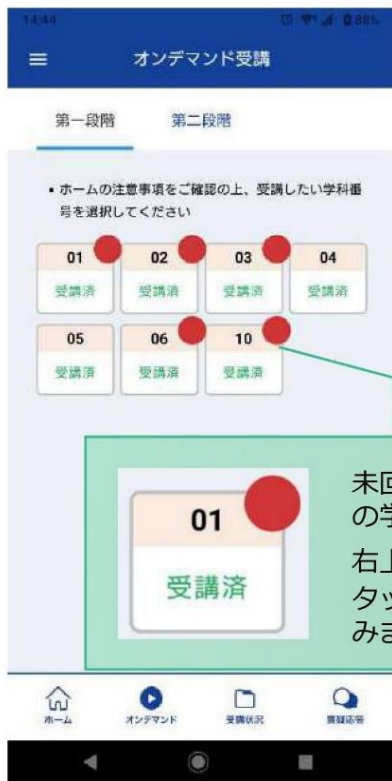 14:44
88%
オンデマンド受講
第一段階
第二段階
▪ ホームの注意事項をご確認の上、受講したい学科番
号を選択してください
01
02
03
04
受講済
受講済
受講済
受講済
05
06
10
受講済
受講済
受講済
01
受講済
未回
の学
右上
タッ
みま
ホーム
オンデマンド
受講状況
質疑応答